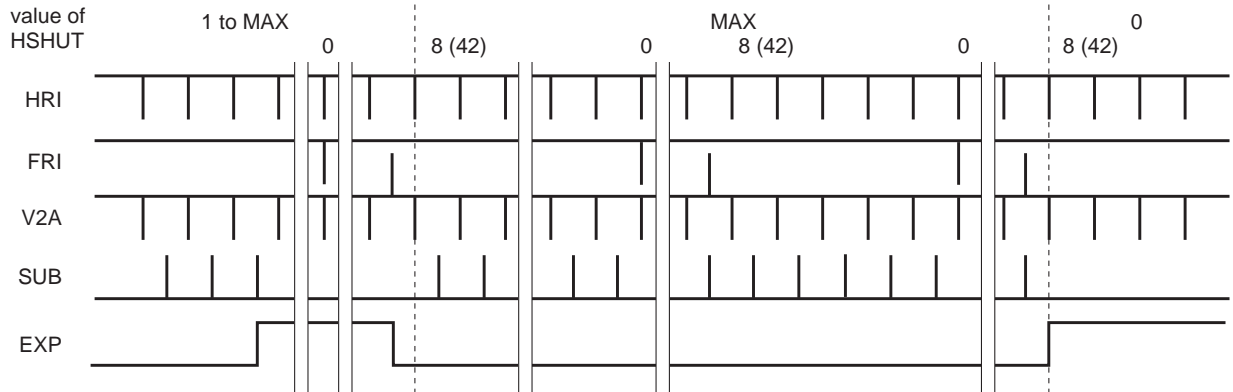 value of
HSHUT
1 to MAX
MAX
0
0
8 (42)
0
8 (42)
0
8 (42)
HRI
FRI
V2A
SUB
EXP